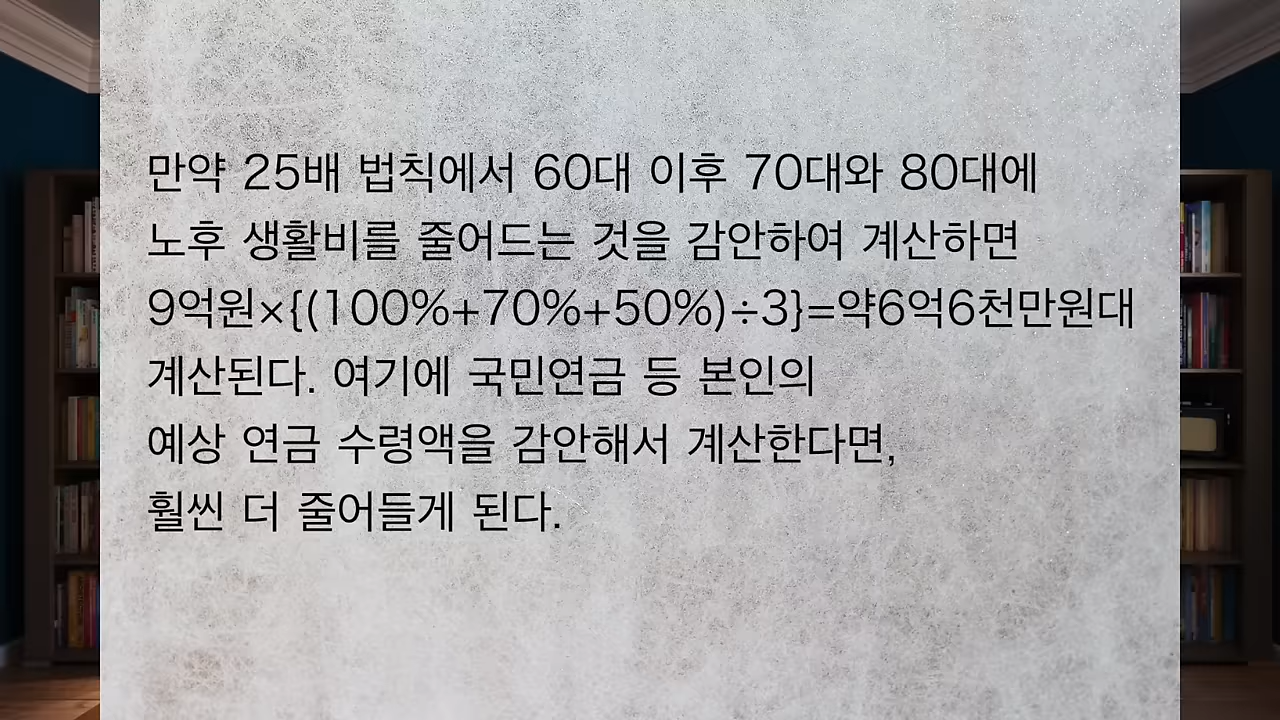 만약 25배 법칙에서 60대 이후 70대와 80대에
노후 생활비를 줄어드는 것을 감안하여 계산하면
9억원×{(100%+70%+50%)÷3}=약6억6천만원대
계산된다. 여기에 국민연금 등 본인의
예상 연금 수령액을 감안해서 계산한다면,
훨씬 더 줄어들게 된다.